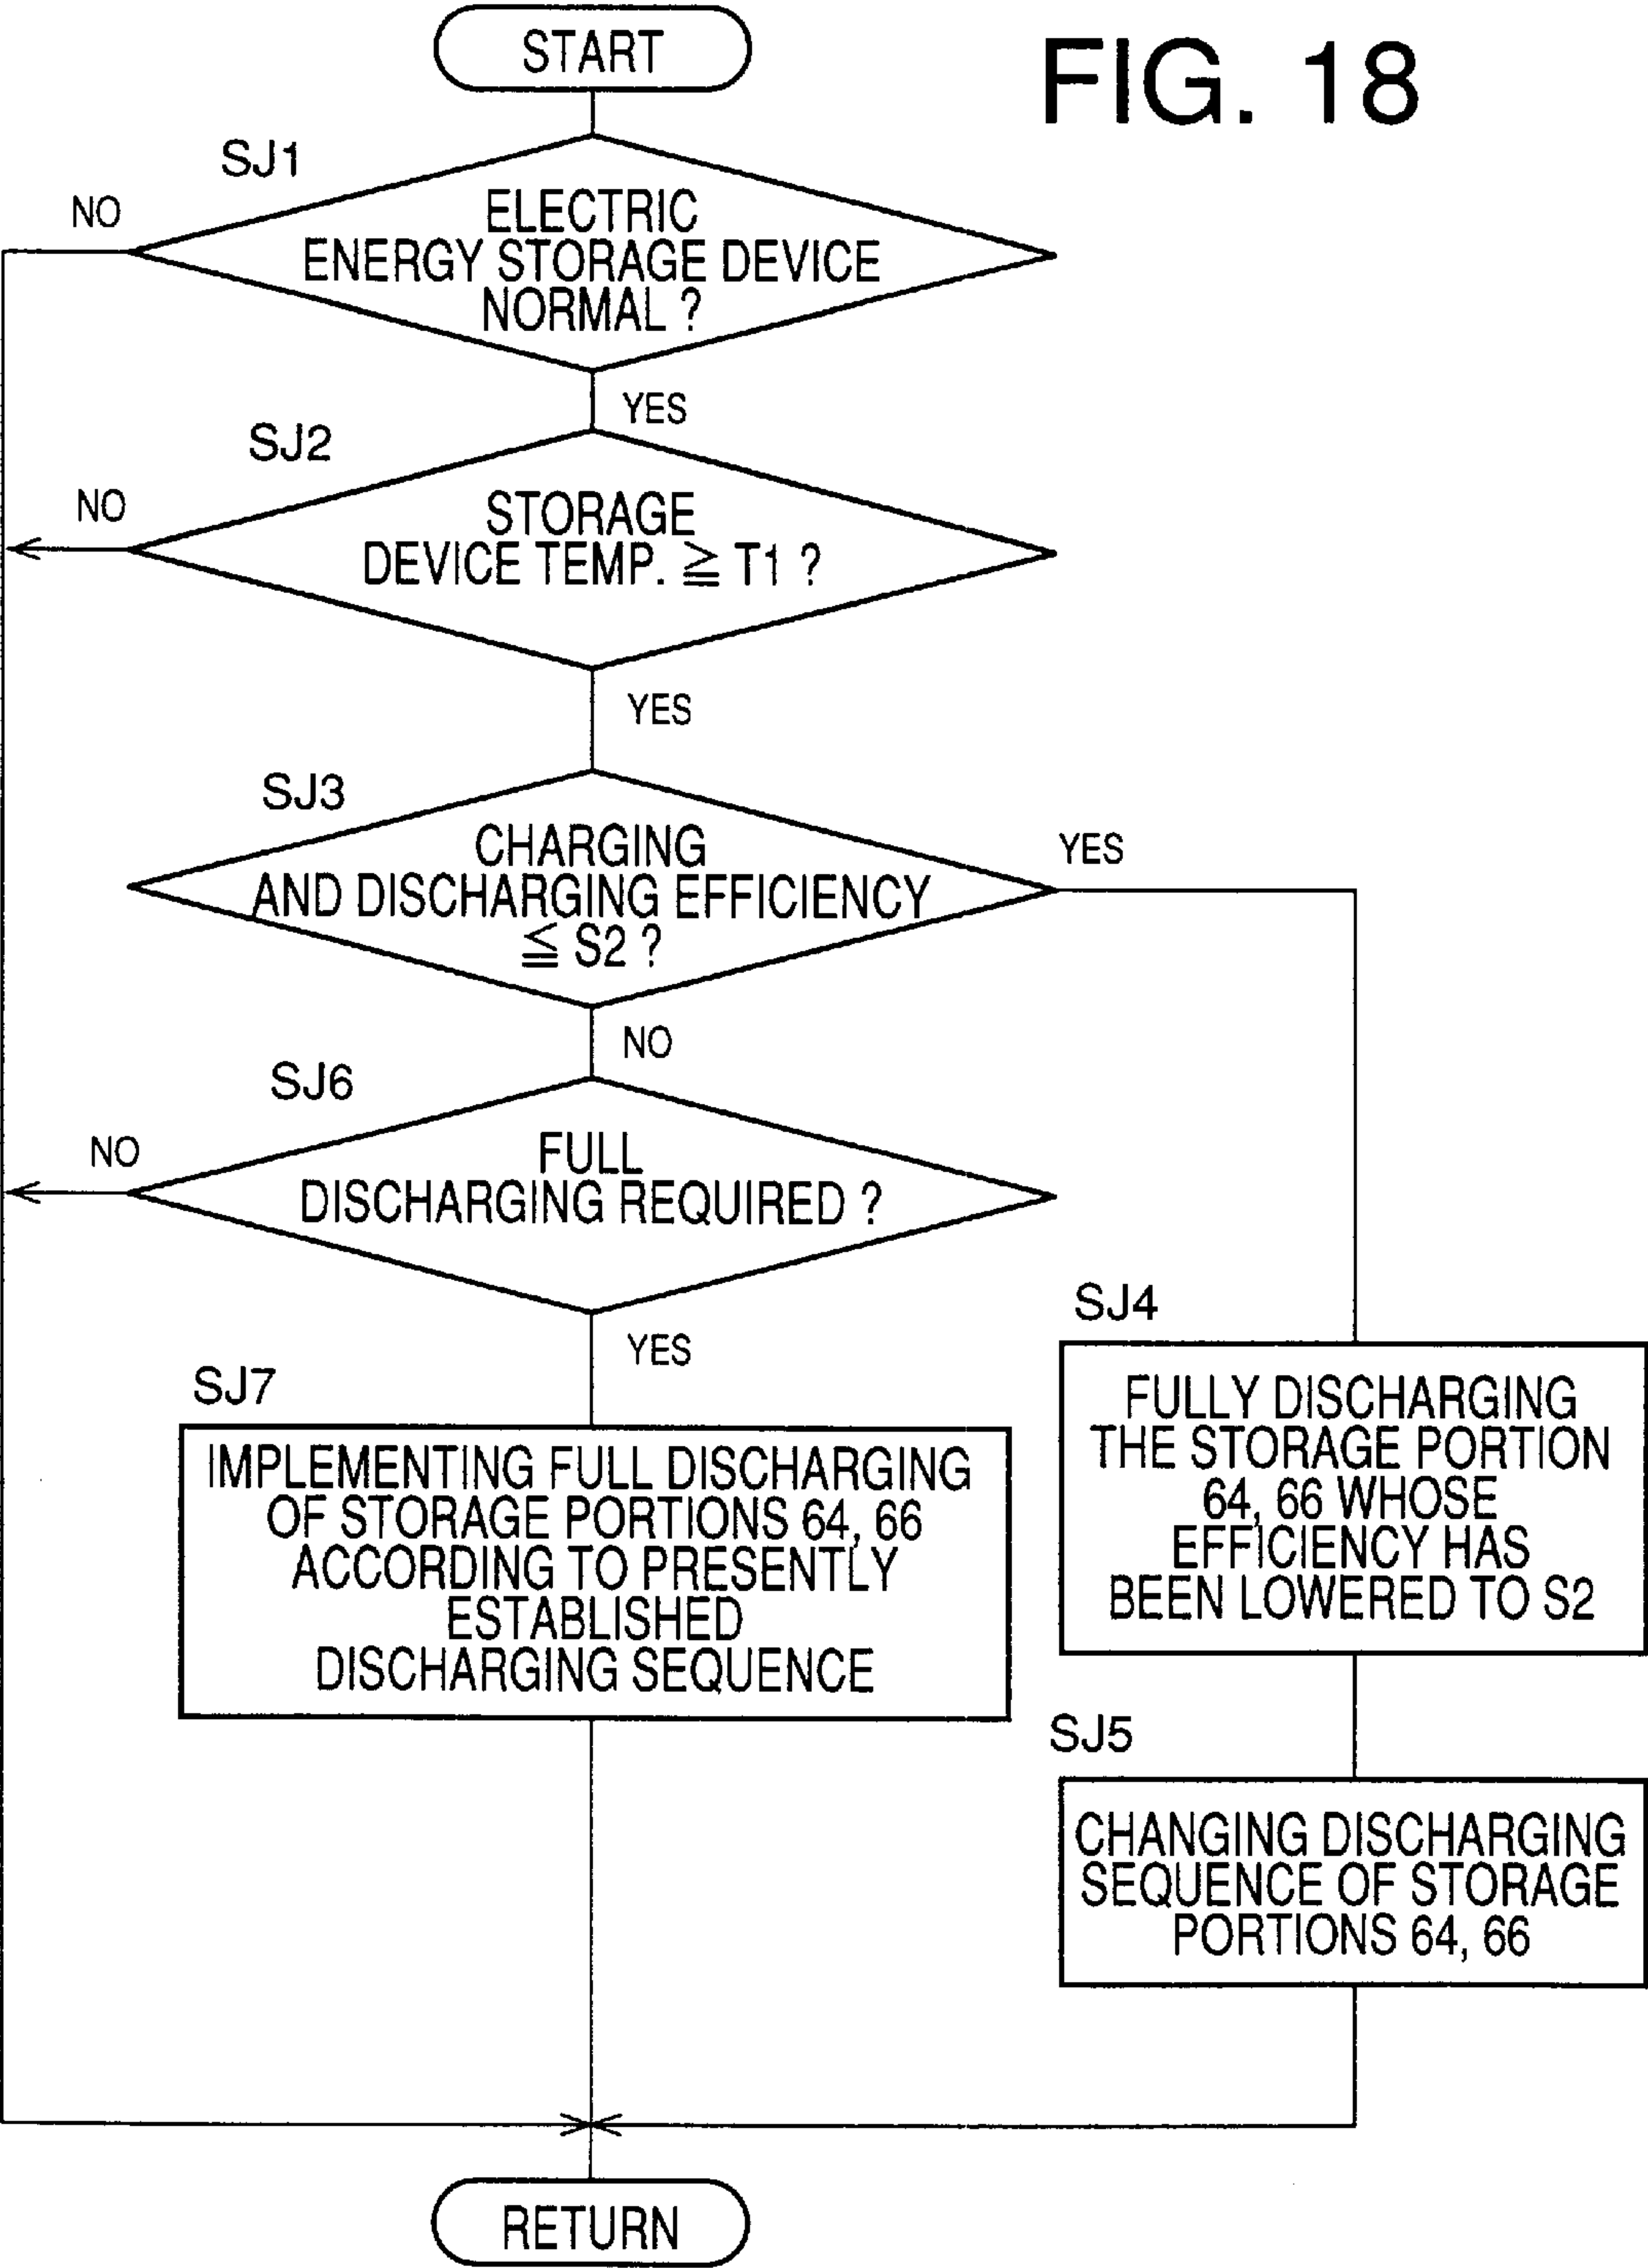 START
FIG. 18
SJ1
NO
ELECTRIC
ENERGY STORAGE DEVICE
NORMAL ?
YES
SJ2
NO
STORAGE
DEVICE TEMP. ≧ T1 ?
YES
SJ3
CHARGING
AND DISCHARGING EFFICIENCY
≦ S2 ?
YES
NO
SJ6
NO
FULL
DISCHARGING REQUIRED ?
YES
SJ4
FULLY DISCHARGING
THE STORAGE PORTION
64, 66 WHOSE
EFFICIENCY HAS
BEEN LOWERED TO S2
SJ7
IMPLEMENTING FULL DISCHARGING
OF STORAGE PORTIONS 64, 66
ACCORDING TO PRESENTLY
ESTABLISHED
DISCHARGING SEQUENCE
SJ5
CHANGING DISCHARGING
SEQUENCE OF STORAGE
PORTIONS 64, 66
RETURN